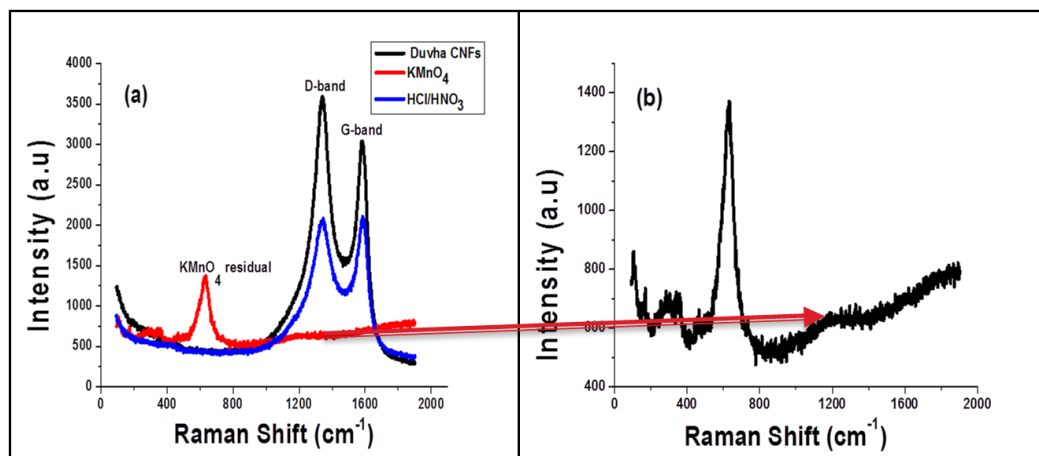 (a)
Duvha CNFs
KMnO4
HCl/HNO3
D-band
G-band
KMnO4 residual
Intensity (a.u)
4000
3500
3000
2500
2000
1500
1000
500
0
0 400 800 1200 1600 2000
Raman Shift (cm-1)
(b)
Intensity (a.u)
1400
1200
1000
800
600
400
0 400 800 1200 1600 2000
Raman Shift (cm-1)